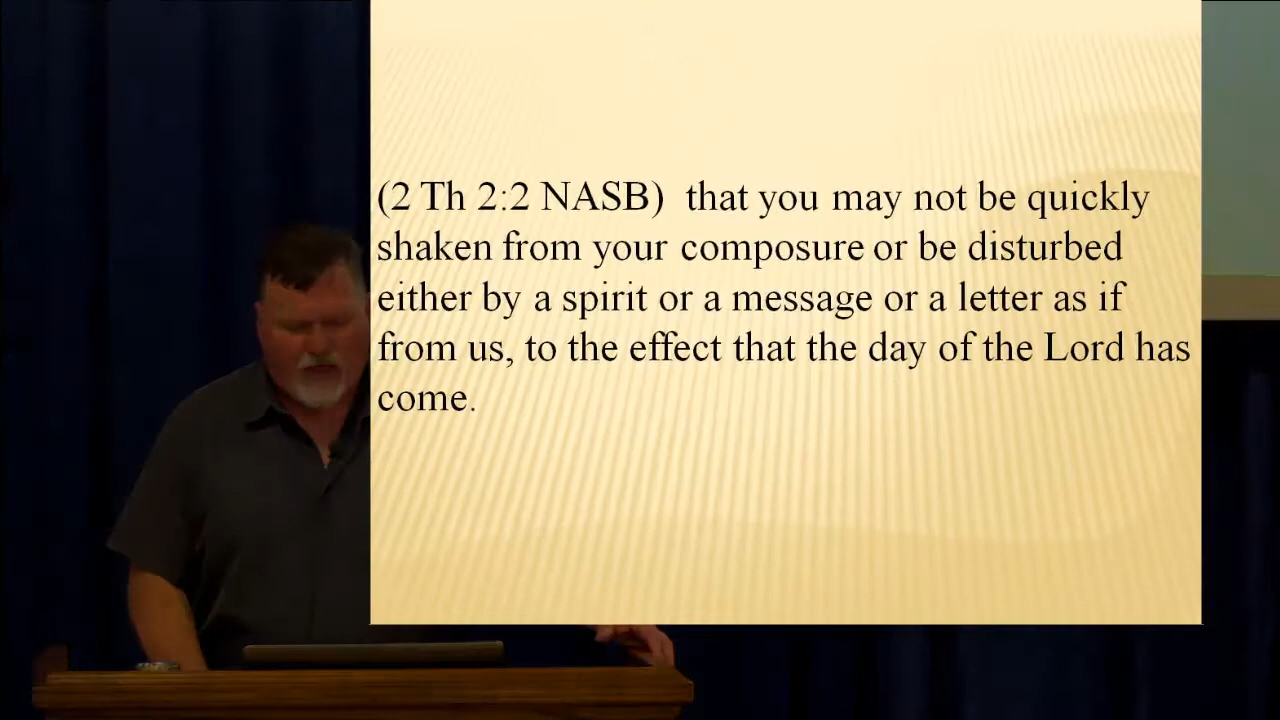 (2 Th 2:2 NASB)  that you may not be quickly
shaken from your composure or be disturbed
either by a spirit or a message or a letter as if
from us, to the effect that the day of the Lord has
come.